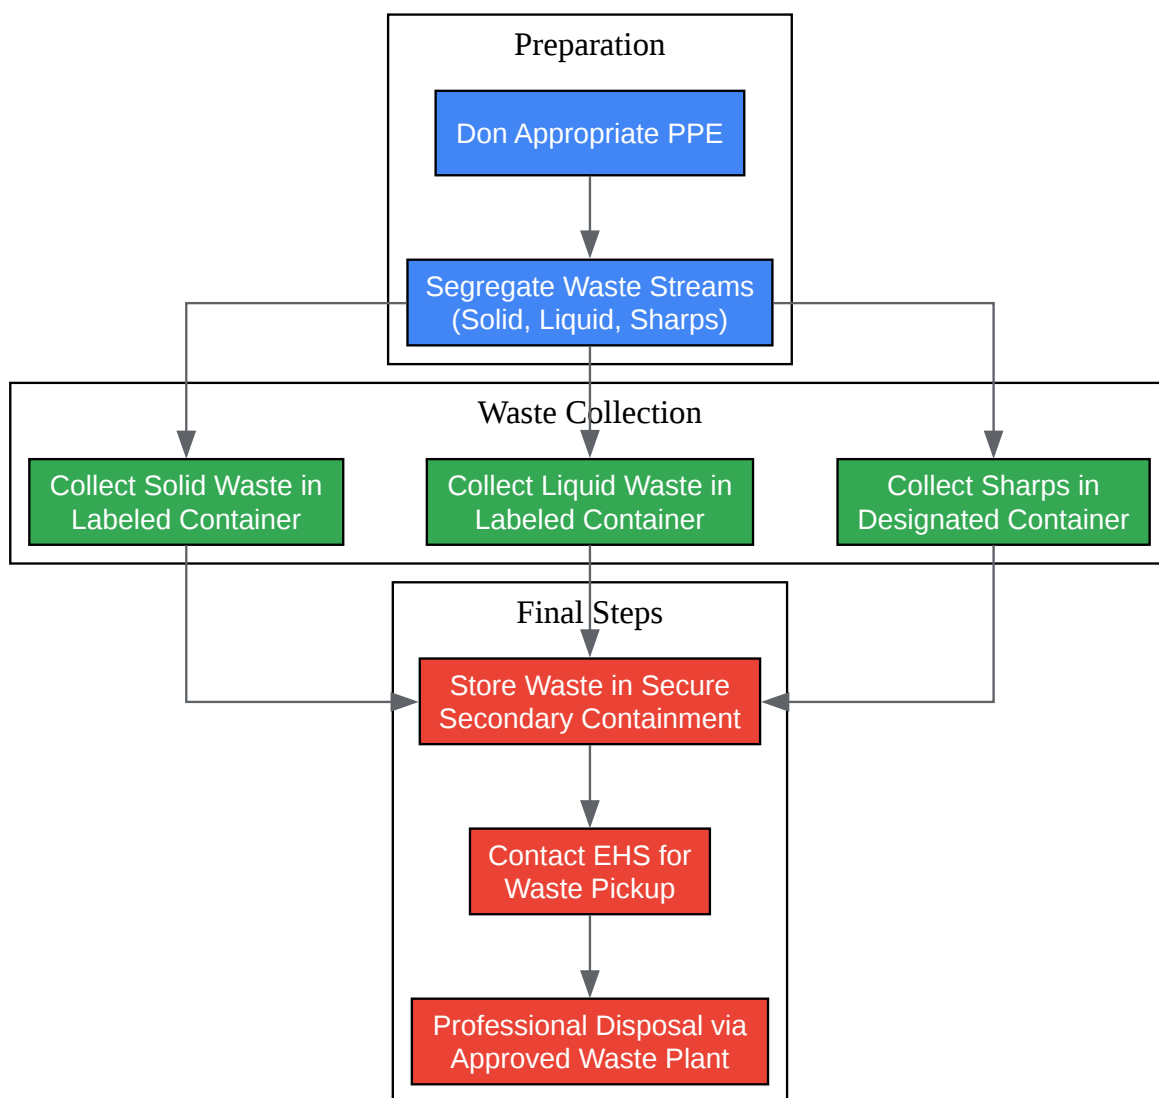 Preparation
Don Appropriate PPE
Segregate Waste Streams
(Solid, Liquid, Sharps)
Waste Collection
Collect Solid Waste in
Labeled Container
Collect Liquid Waste in
Labeled Container
Collect Sharps in
Designated Container
Final Steps
Store Waste in Secure
Secondary Containment
Contact EHS for
Waste Pickup
Professional Disposal via
Approved Waste Plant